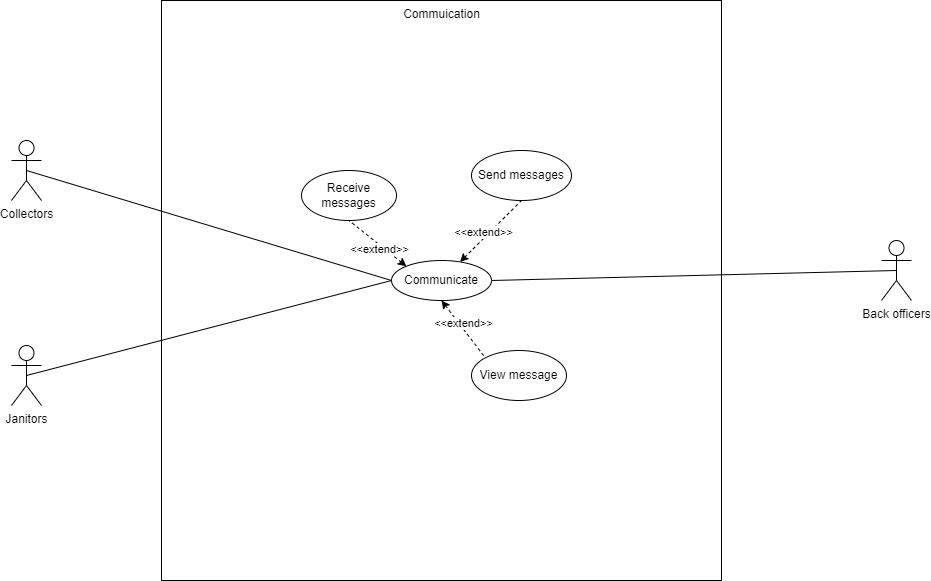 Commuication
Collectors
Receive
messages
Send messages
<<extend>>
<<extend>>
Communicate
Back officers
<<extend>>
View message
Janitors